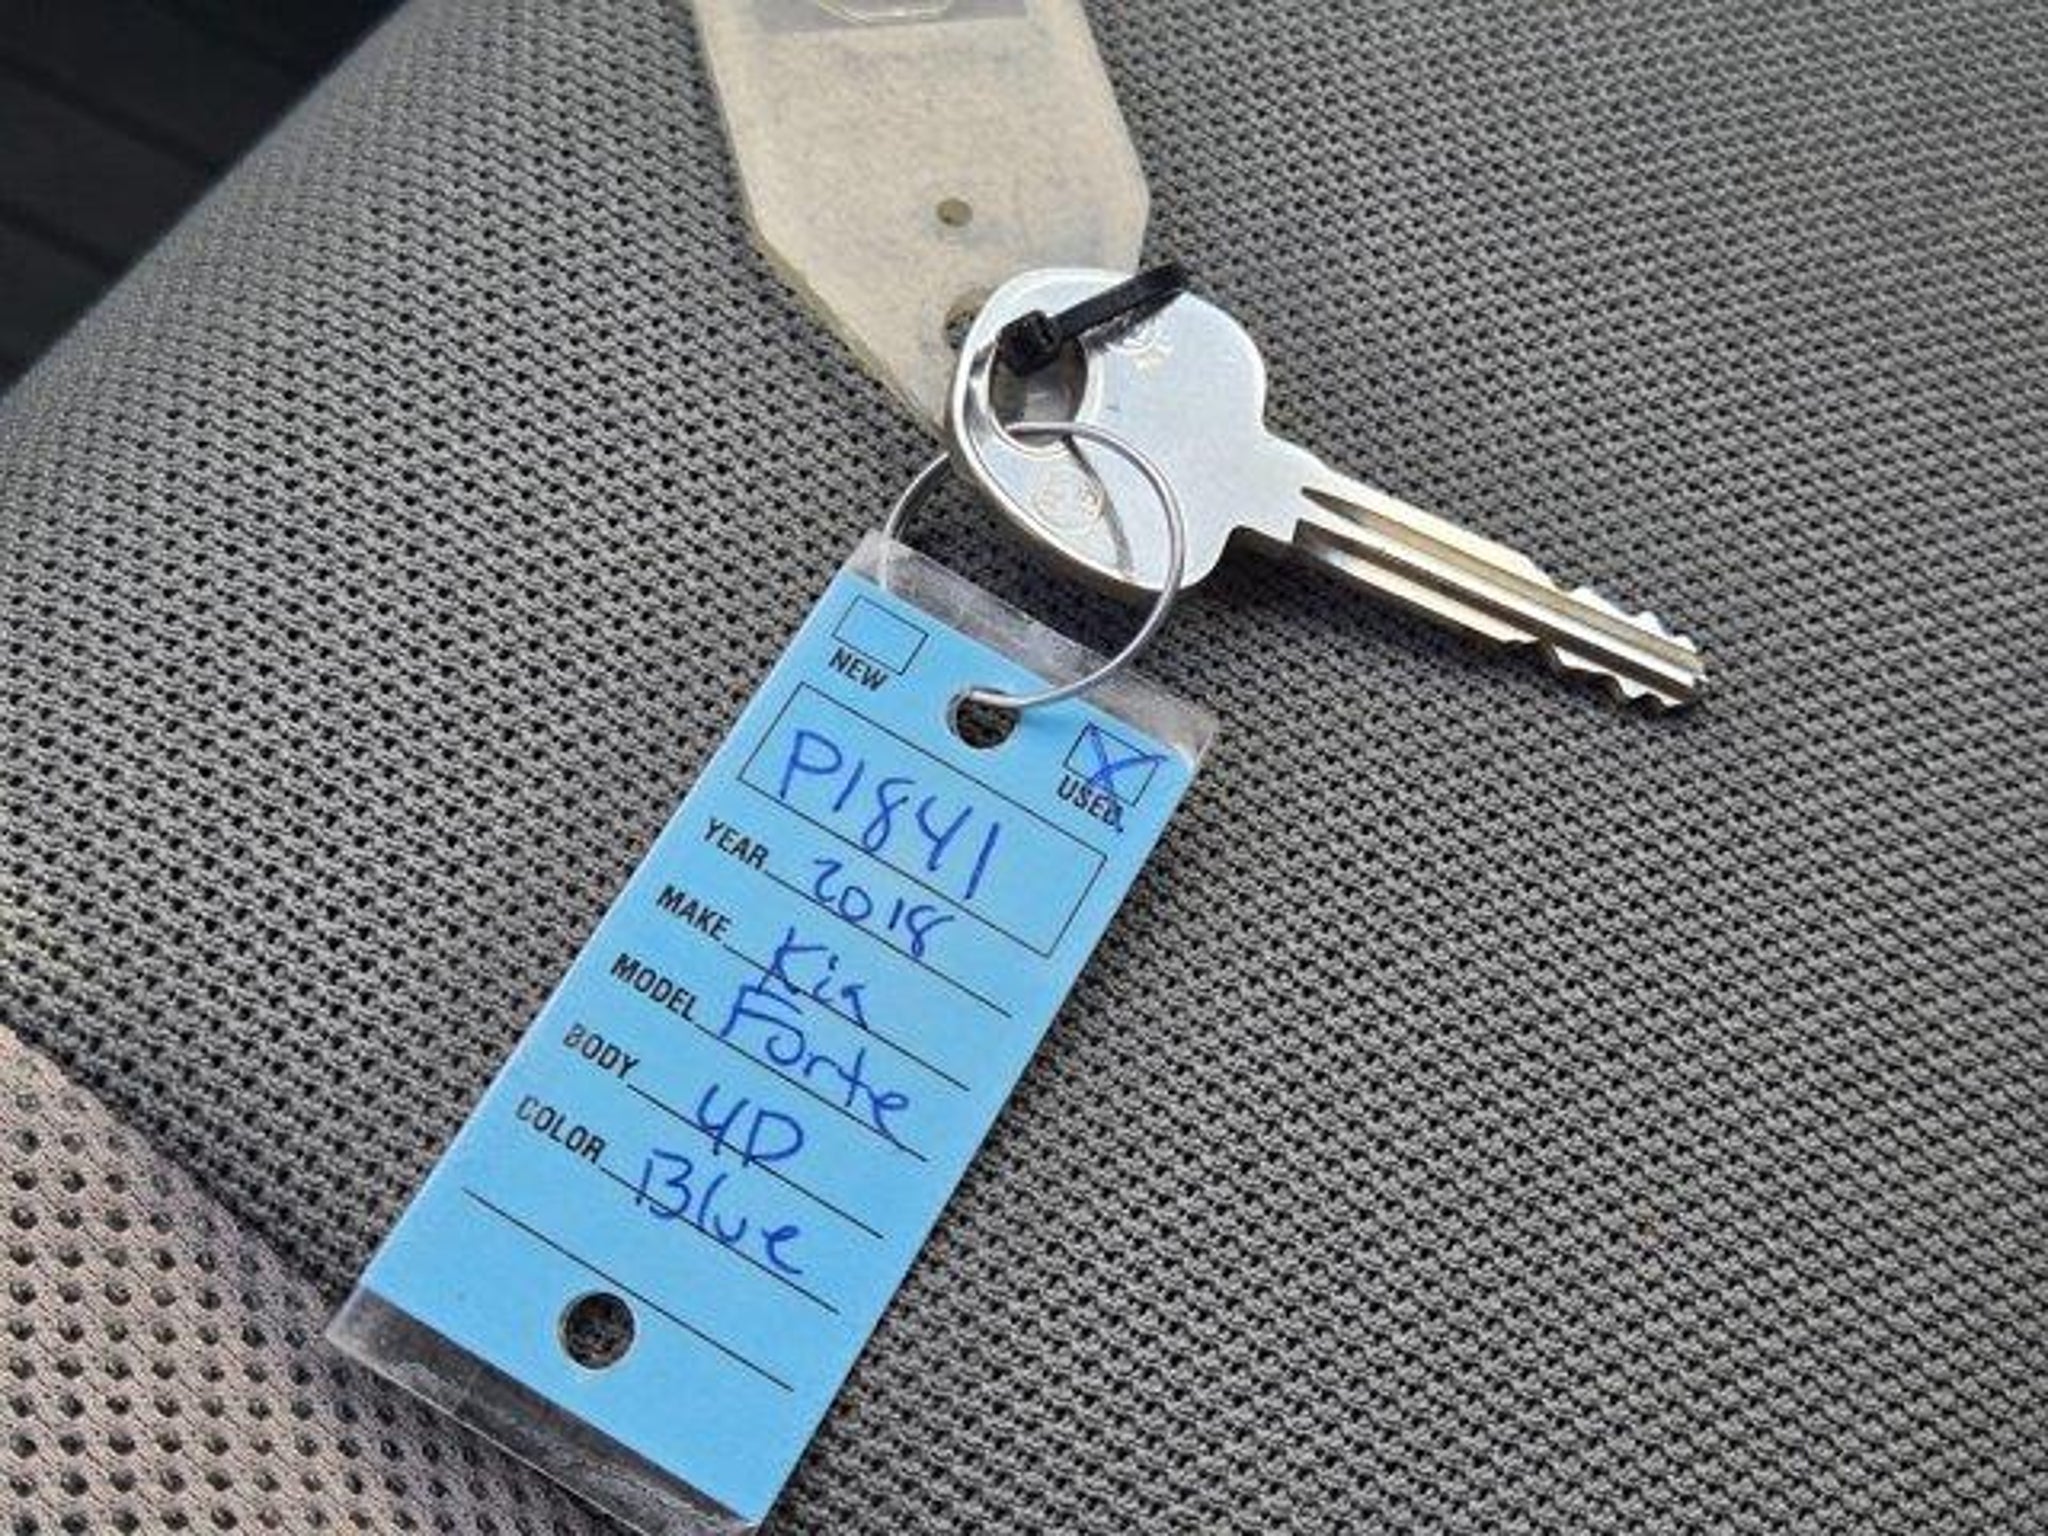 NEW
USED
P1841
YEAR 2018
MAKE Kia
MODEL Forte
BODY 4D
COLOR Blue